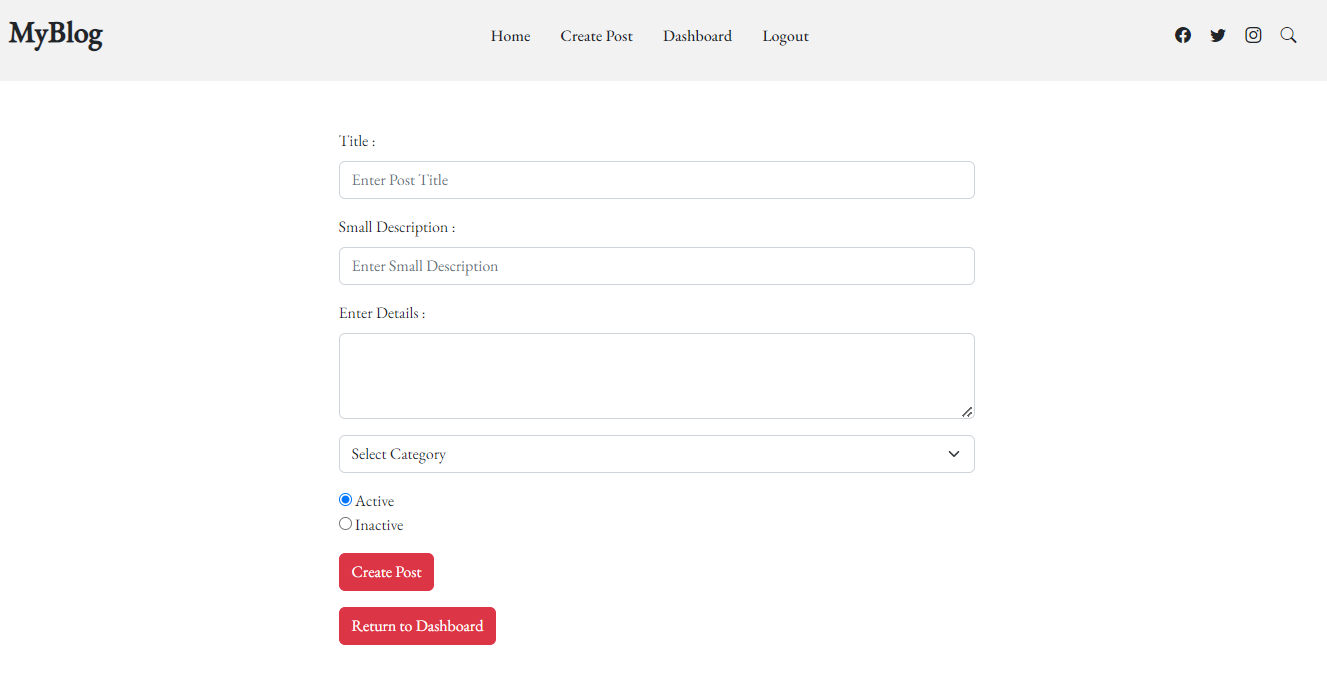 MyBlog
Home Create Post Dashboard Logout
Title :
Enter Post Title
Small Description :
Enter Small Description
Enter Details :
Select Category
Active
Inactive
Create Post
Return to Dashboard